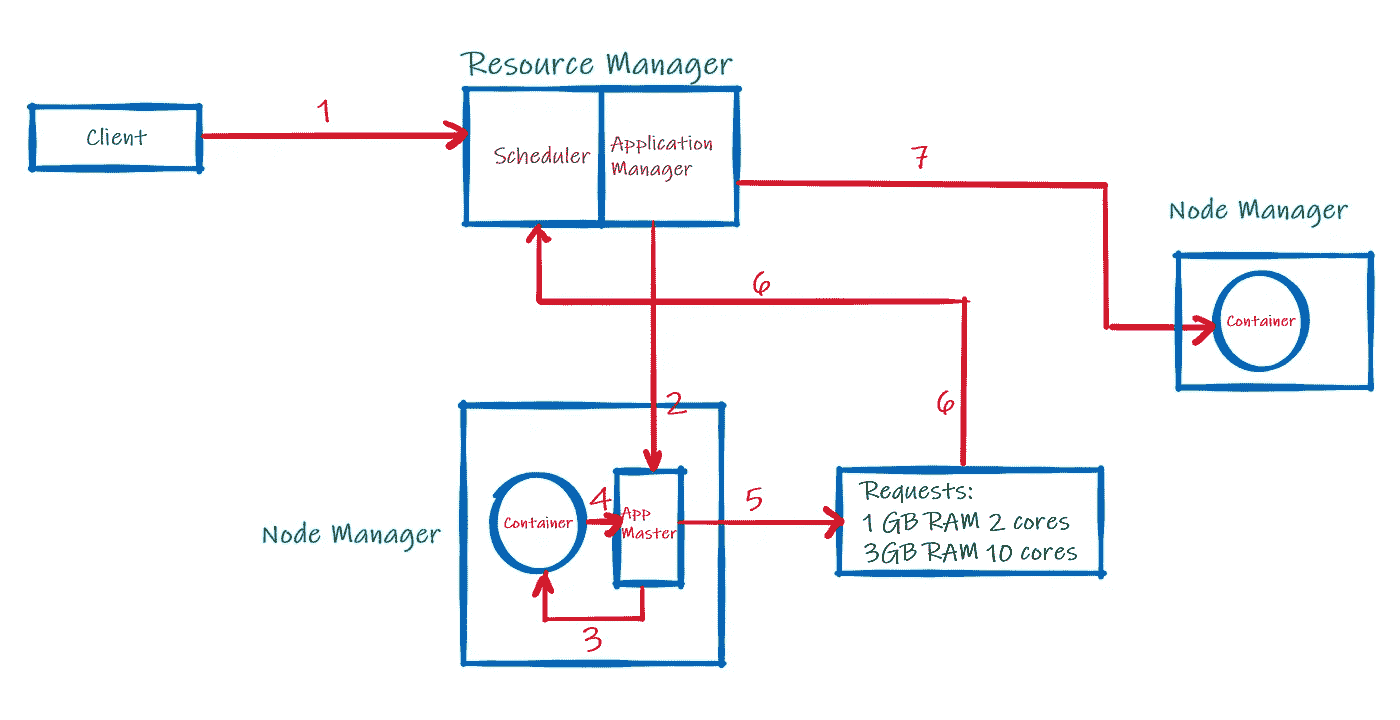 Resource Manager
1
Client
Scheduler
Application
Manager
7
Node Manager
Container
6
6
2
Node Manager
Container
4
App
Master
3
5
Requests:
1 GB RAM 2 cores
3GB RAM 10 cores